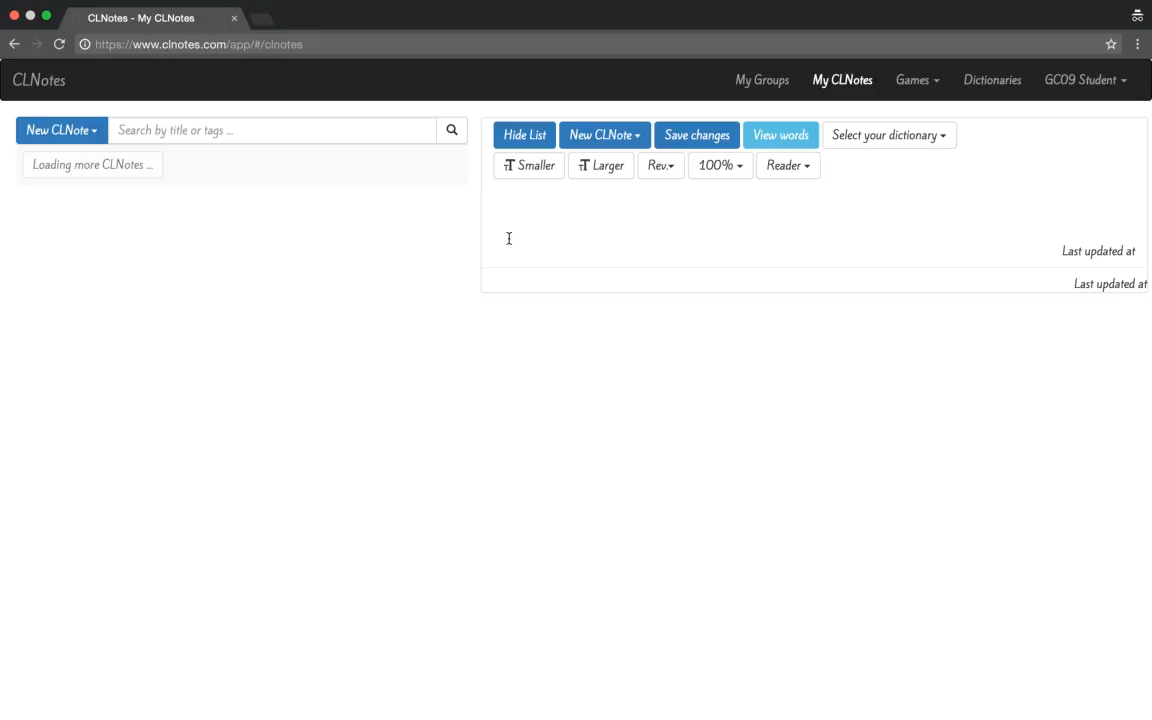 CLNotes - My CLNotes
https://www.clnotes.com/app/#/clnotes
CLNotes My Groups My CLNotes Games Dictionaries GC09 Student
New CLNote Search by title or tags ...
Loading more CLNotes ...
Hide List New CLNote Save changes View words Select your dictionary
Smaller Larger Rev. 100% Reader
Last updated at
Last updated at